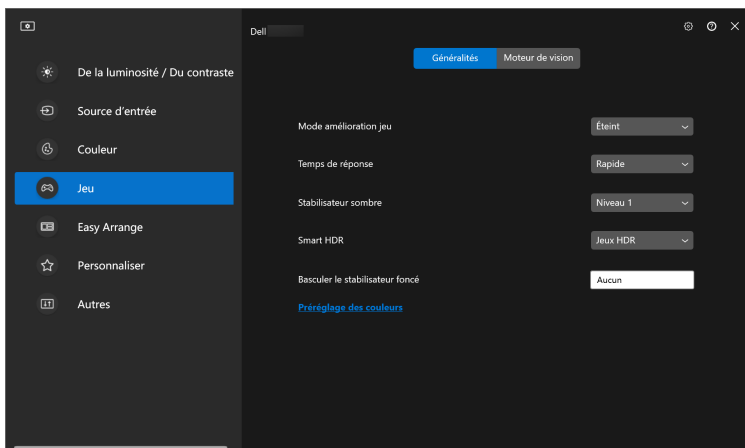 Dell
Généralités
Moteur de vision
De la luminosité / Du contraste
Source d'entrée
Couleur
Jeu
Easy Arrange
Personnaliser
Autres
Mode amélioration jeu
Éteint
Temps de réponse
Rapide
Stabilisateur sombre
Niveau 1
Smart HDR
Jeux HDR
Basculer le stabilisateur foncé
Aucun
Préréglage des couleurs